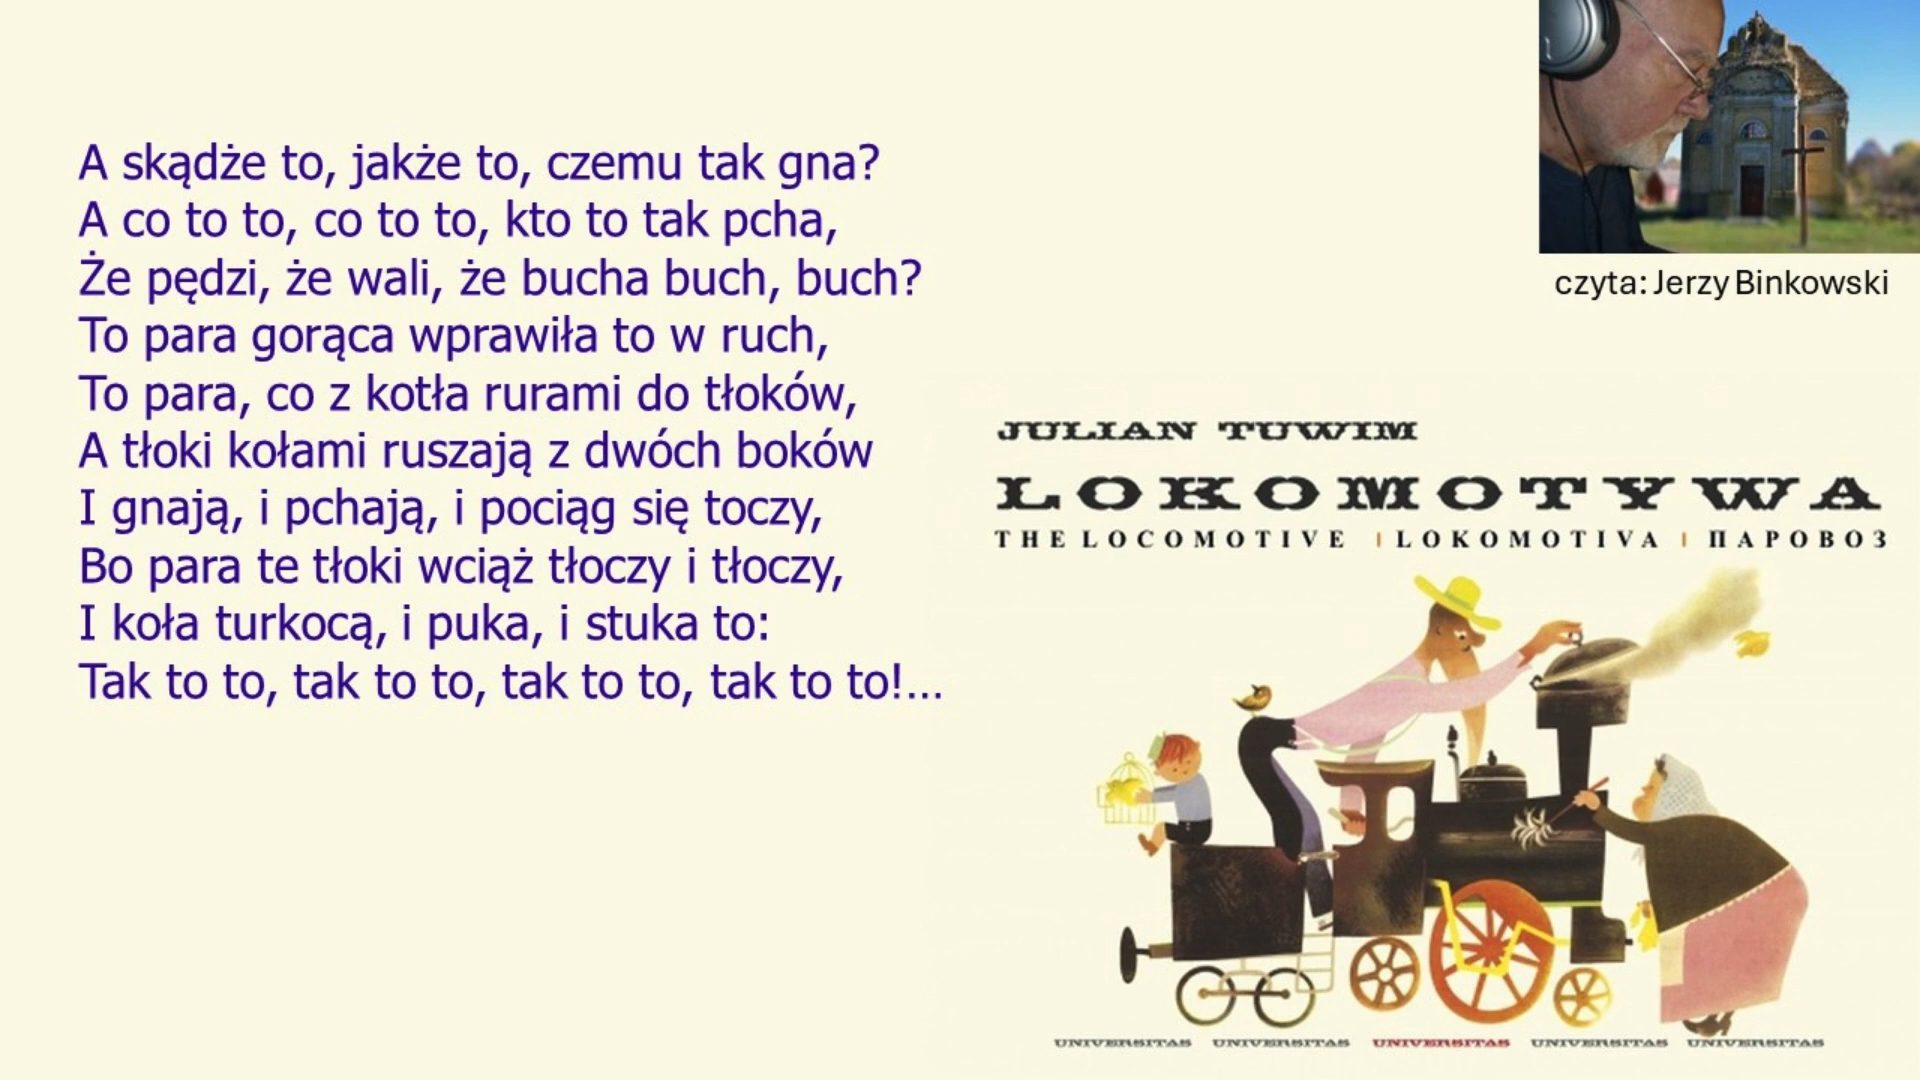 A skądże to, jakże to, czemu tak gna?
A co to to, co to to, kto to tak pcha,
Że pędzi, że wali, że bucha buch, buch?
To para gorąca wprawiła to w ruch,
To para, co z kotła rurami do tłoków,
A tłoki kołami ruszają z dwóch boków
I gnają, i pchają, i pociąg się toczy,
Bo para te tłoki wciąż tłoczy i tłoczy,
I koła turkocą, i puka, i stuka to:
Tak to to, tak to to, tak to to, tak to to!...
czyta: Jerzy Binkowski
JULIAN TUWIM
LOKOMOTYWA
THE LOCOMOTIVE | LOKOMOTIVA | ПАРОВОЗ
UNIVERSITAS UNIVERSITAS UNIVERSITAS UNIVERSITAS UNIVERSITAS